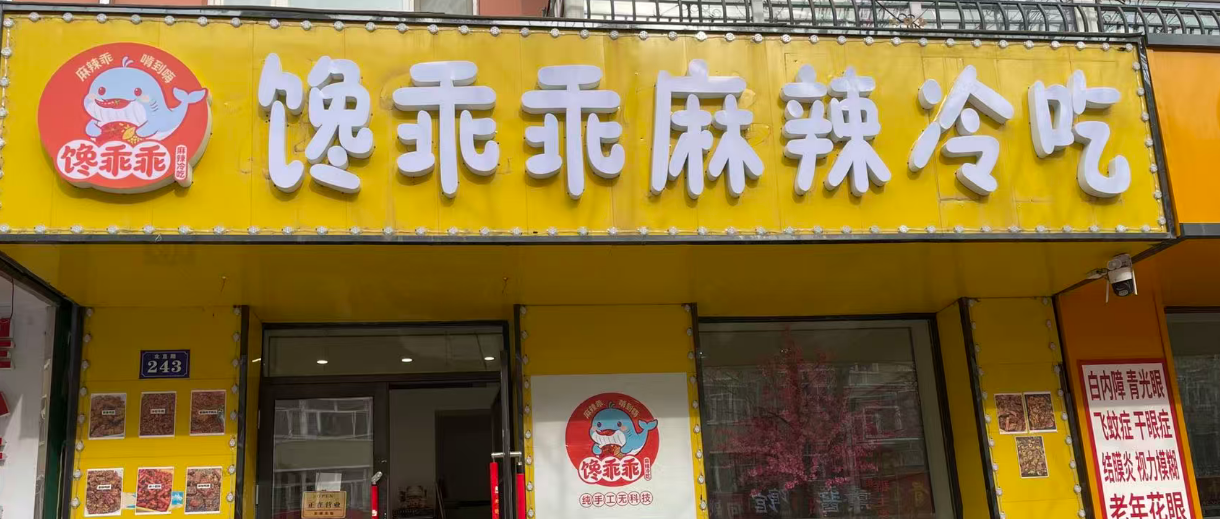 麻辣乖 啃到嗨
馋乖乖
麻辣冷吃
馋乖乖麻辣冷吃
243
麻辣乖 啃到嗨
馋乖乖
纯手工无科技
白内障 青光眼
飞蚊症 干眼症
结膜炎 视力模糊
老年花眼